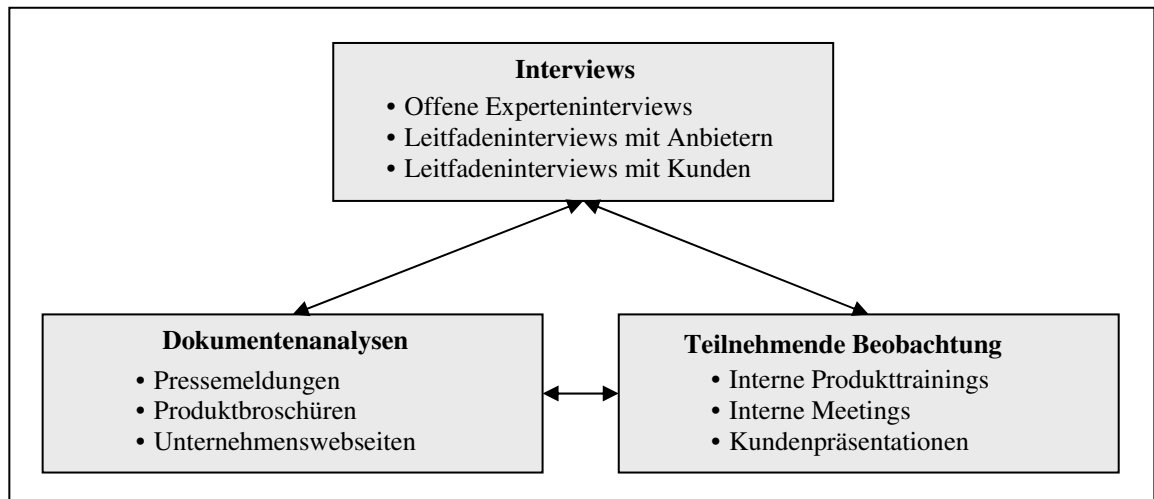 Interviews
• Offene Experteninterviews
• Leitfadeninterviews mit Anbietern
• Leitfadeninterviews mit Kunden
Dokumentenanalysen
• Pressemeldungen
• Produktbroschüren
• Unternehmenswebseiten
Teilnehmende Beobachtung
• Interne Produkttrainings
• Interne Meetings
• Kundenpräsentationen